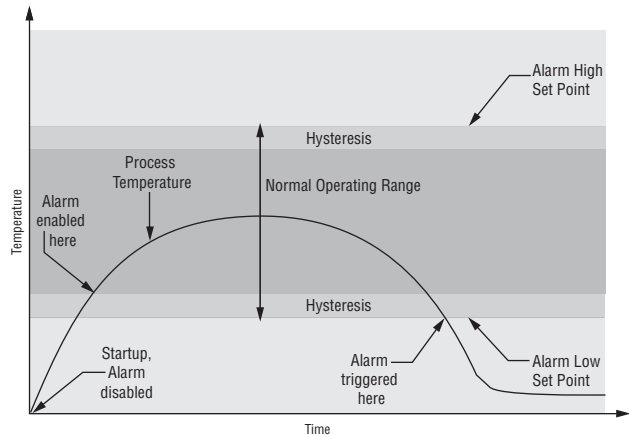 Alarm High
Set Point
Hysteresis
Process
Temperature
Normal Operating Range
Alarm
enabled
here
Temperature
Hysteresis
Startup,
Alarm
disabled
Alarm
triggered
here
Alarm Low
Set Point
Time